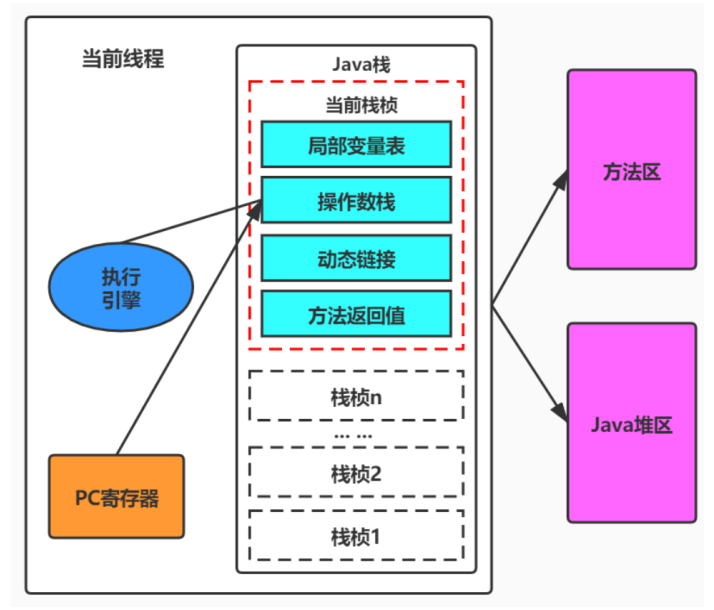 当前线程
Java栈
当前栈桢
局部变量表
操作数栈
动态链接
方法返回值
执行
引擎
PC寄存器
栈桢n
... ...
栈桢2
栈桢1
方法区
Java堆区